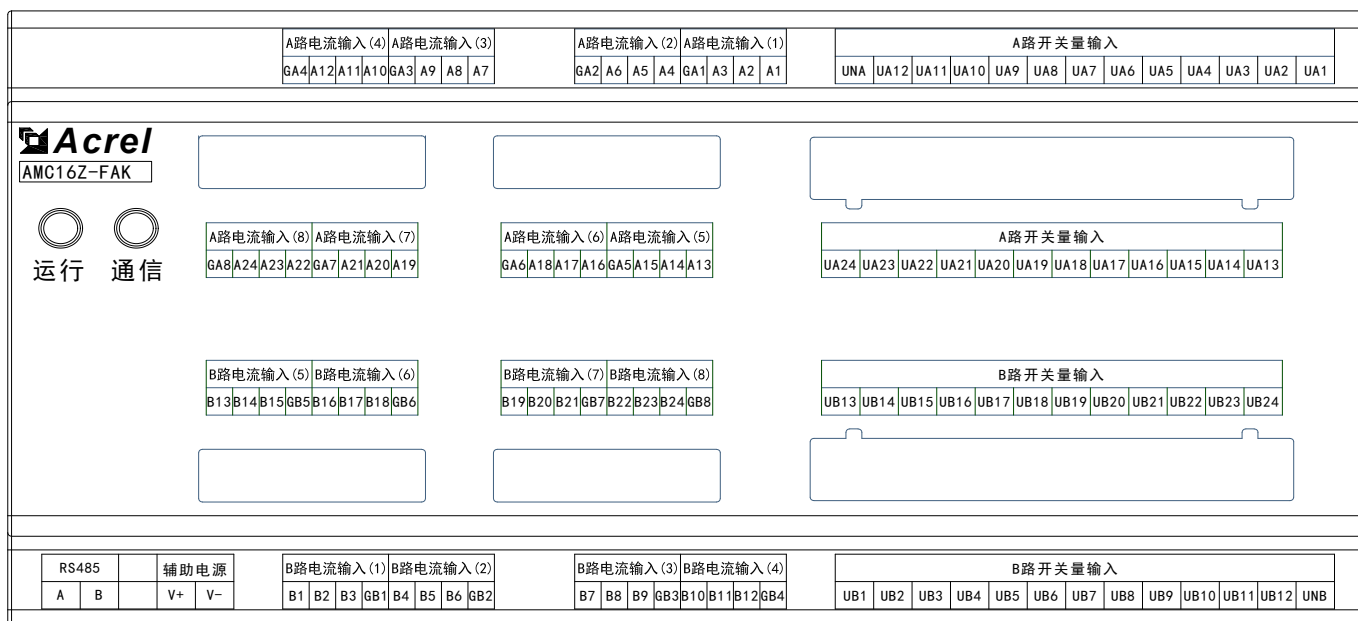 A路电流输入(4) A路电流输入(3) A路电流输入(2) A路电流输入(1) A路开关量输入
GA4 A12 A11 A10 GA3 A9 A8 A7 GA2 A6 A5 A4 GA1 A3 A2 A1 UNA UA12 UA11 UA10 UA9 UA8 UA7 UA6 UA5 UA4 UA3 UA2 UA1
Acrel
AMC16Z-FAK
运行 通信
A路电流输入(8) A路电流输入(7) A路电流输入(6) A路电流输入(5) A路开关量输入
GA8 A24 A23 A22 GA7 A21 A20 A19 GA6 A18 A17 A16 GA5 A15 A14 A13 UA24 UA23 UA22 UA21 UA20 UA19 UA18 UA17 UA16 UA15 UA14 UA13
B路电流输入(5) B路电流输入(6) B路电流输入(7) B路电流输入(8) B路开关量输入
B13 B14 B15 GB5 B16 B17 B18 GB6 B19 B20 B21 GB7 B22 B23 B24 GB8 UB13 UB14 UB15 UB16 UB17 UB18 UB19 UB20 UB21 UB22 UB23 UB24
RS485 辅助电源 B路电流输入(1) B路电流输入(2) B路电流输入(3) B路电流输入(4) B路开关量输入
A B V+ V- B1 B2 B3 GB1 B4 B5 B6 GB2 B7 B8 B9 GB3 B10 B11 B12 GB4 UB1 UB2 UB3 UB4 UB5 UB6 UB7 UB8 UB9 UB10 UB11 UB12 UNB